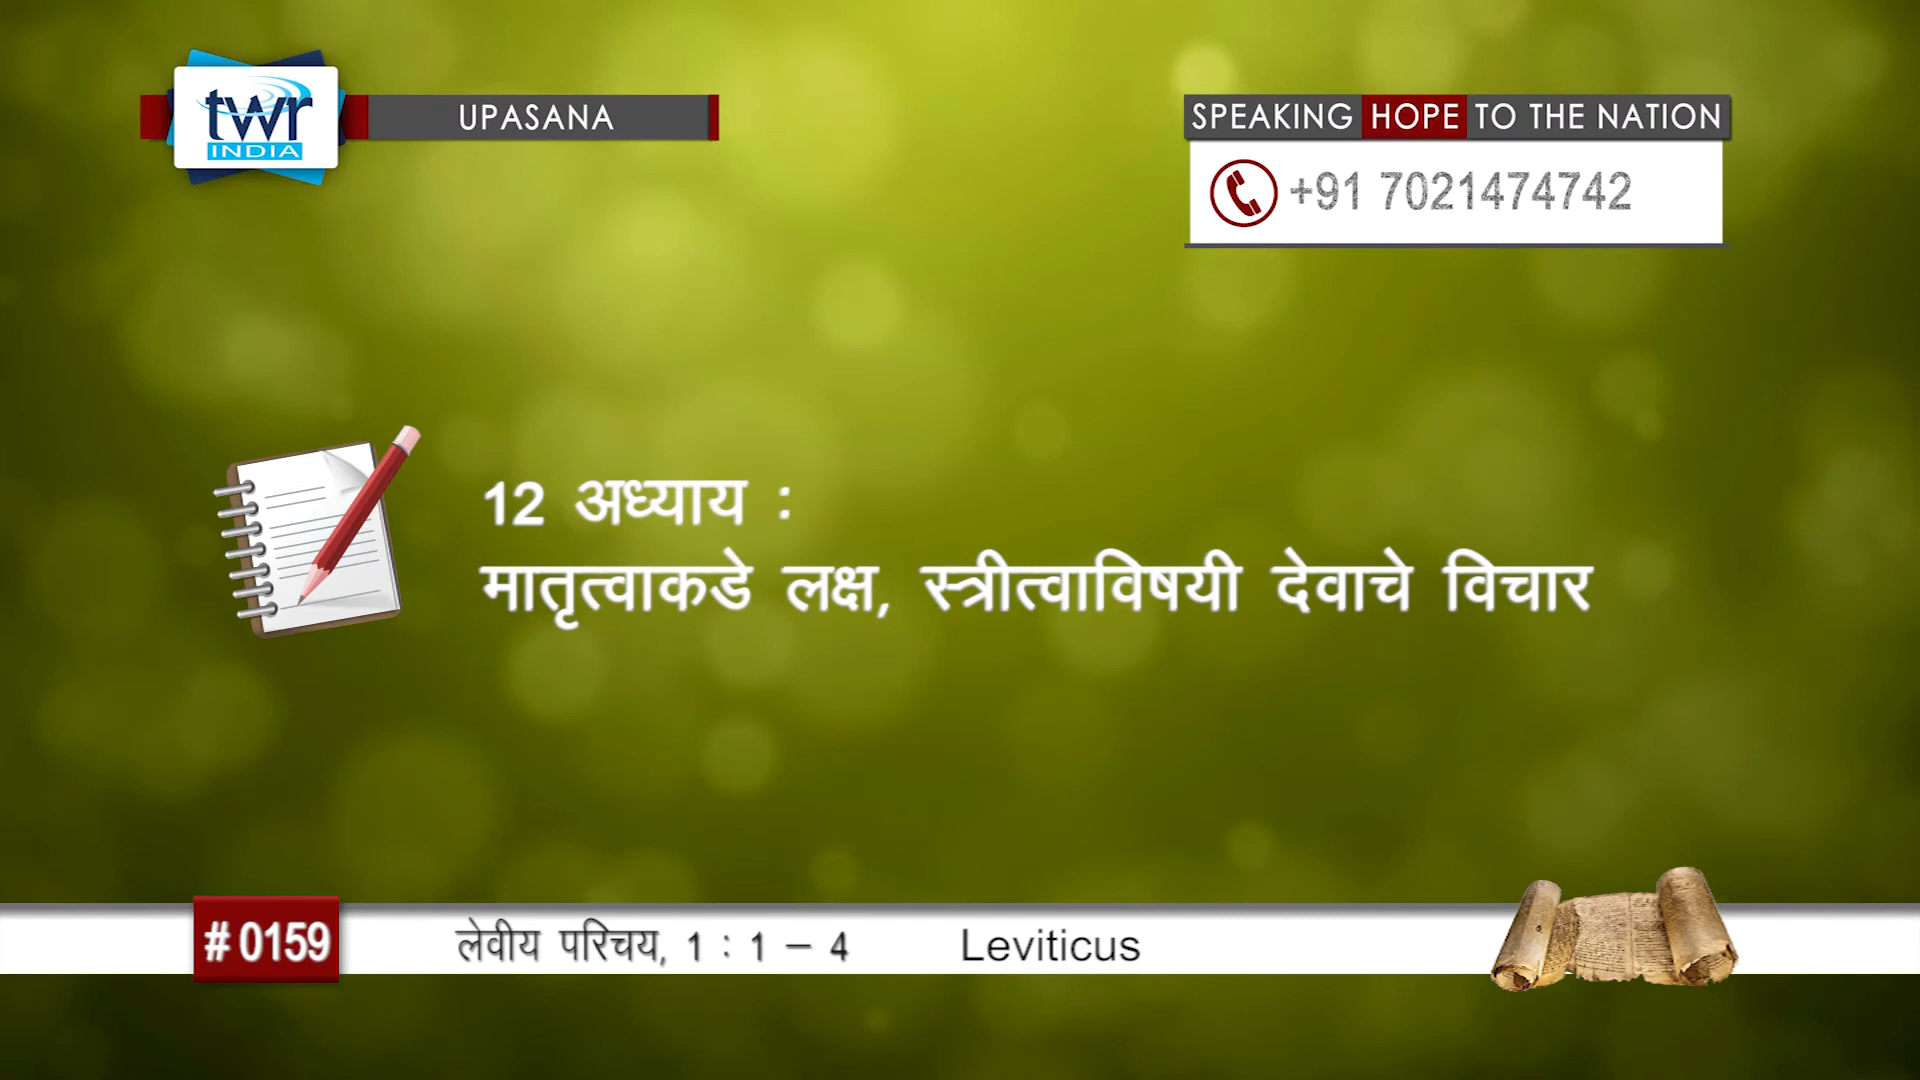 twr
INDIA
UPASANA
SPEAKING HOPE TO THE NATION
+91 7021474742
12 अध्याय :
मातृत्वाकडे लक्ष, स्त्रीत्वाविषयी देवाचे विचार
# 0159
लेवीय परिचय, 1 : 1 – 4
Leviticus